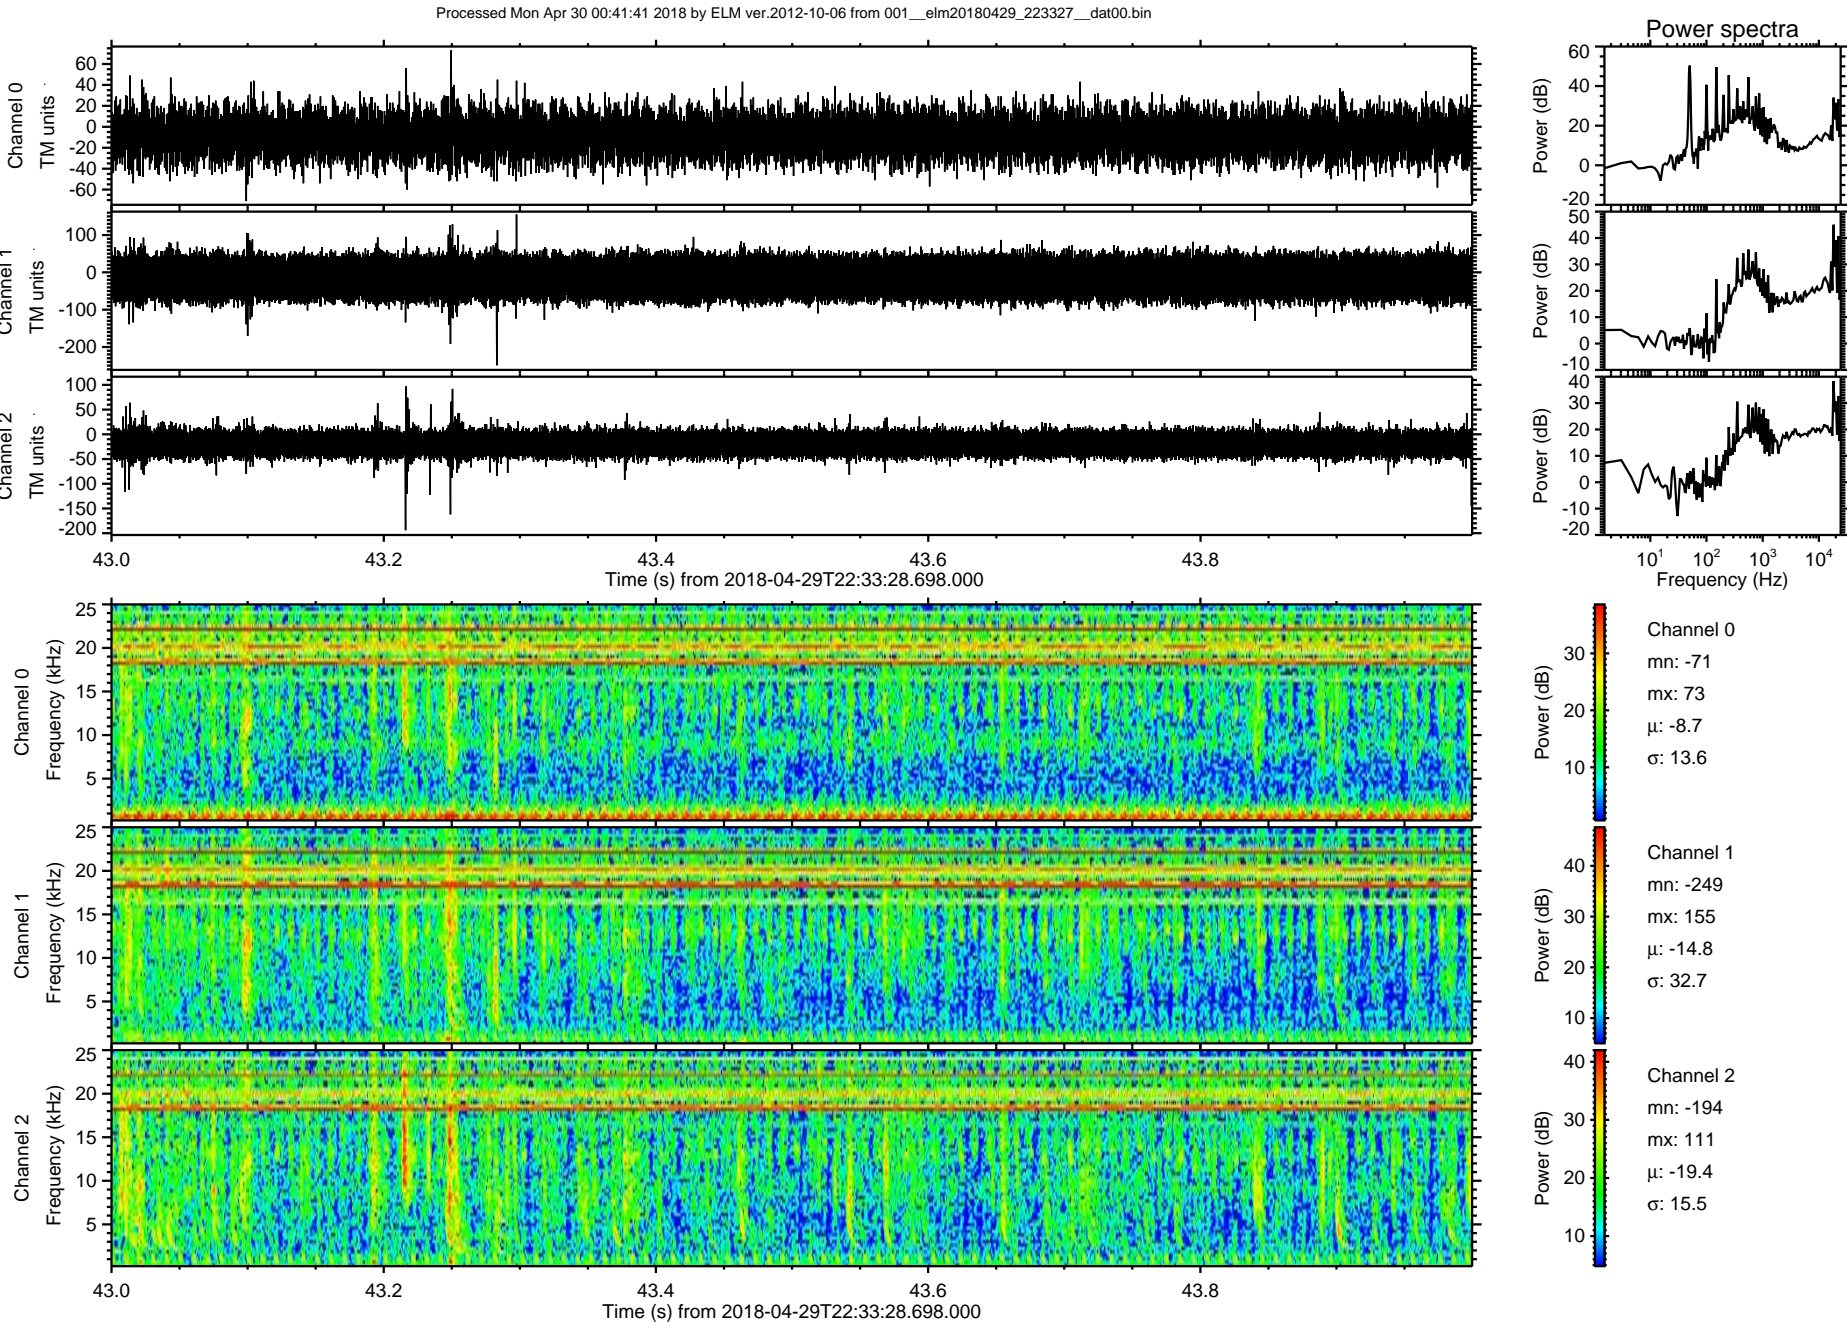 Processed Mon Apr 30 00:41:41 2018 by ELM ver.2012-10-06 from 001__elm20180429_223327__dat00.bin
Power spectra
Channel 0
TM units
60
40
20
0
-20
-40
-60
Power (dB)
60
40
20
0
-20
Channel 1
TM units
100
0
-100
-200
Power (dB)
50
40
30
20
10
0
-10
Channel 2
TM units
100
50
0
-50
-100
-150
-200
Power (dB)
40
30
20
10
0
-10
-20
43.0 43.2 43.4 43.6 43.8
Time (s) from 2018-04-29T22:33:28.698.000
10¹ 10² 10³ 10⁴
Frequency (Hz)
Channel 0
Frequency (kHz)
25
20
15
10
5
Power (dB)
30
20
10
Channel 0
mn: -71
mx: 73
μ: -8.7
σ: 13.6
Channel 1
Frequency (kHz)
25
20
15
10
5
Power (dB)
40
30
20
10
Channel 1
mn: -249
mx: 155
μ: -14.8
σ: 32.7
Channel 2
Frequency (kHz)
25
20
15
10
5
Power (dB)
40
30
20
10
Channel 2
mn: -194
mx: 111
μ: -19.4
σ: 15.5
43.0 43.2 43.4 43.6 43.8
Time (s) from 2018-04-29T22:33:28.698.000